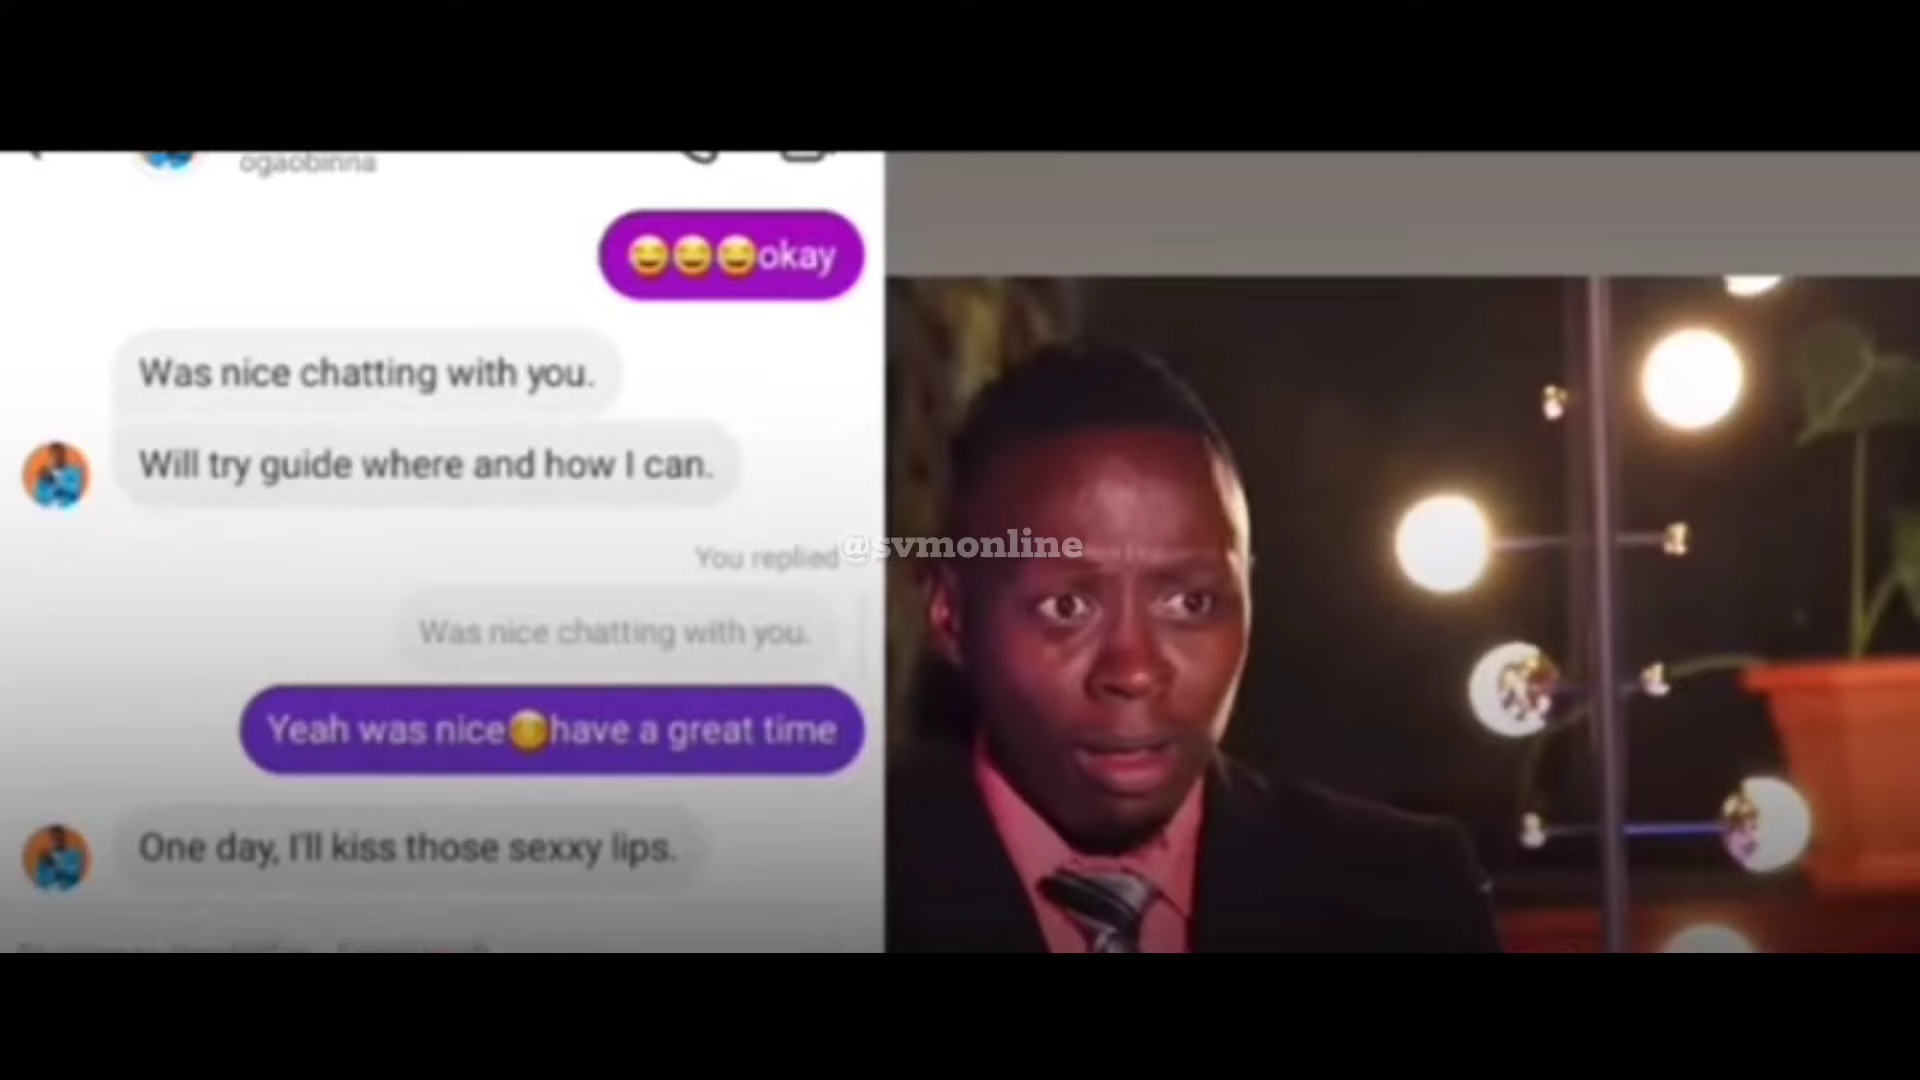 ogaobinna
😊😊😊okay
Was nice chatting with you.
Will try guide where and how I can.
You replied
Was nice chatting with you.
Yeah was nice😊have a great time
One day, I'll kiss those sexxy lips.
@svmonline